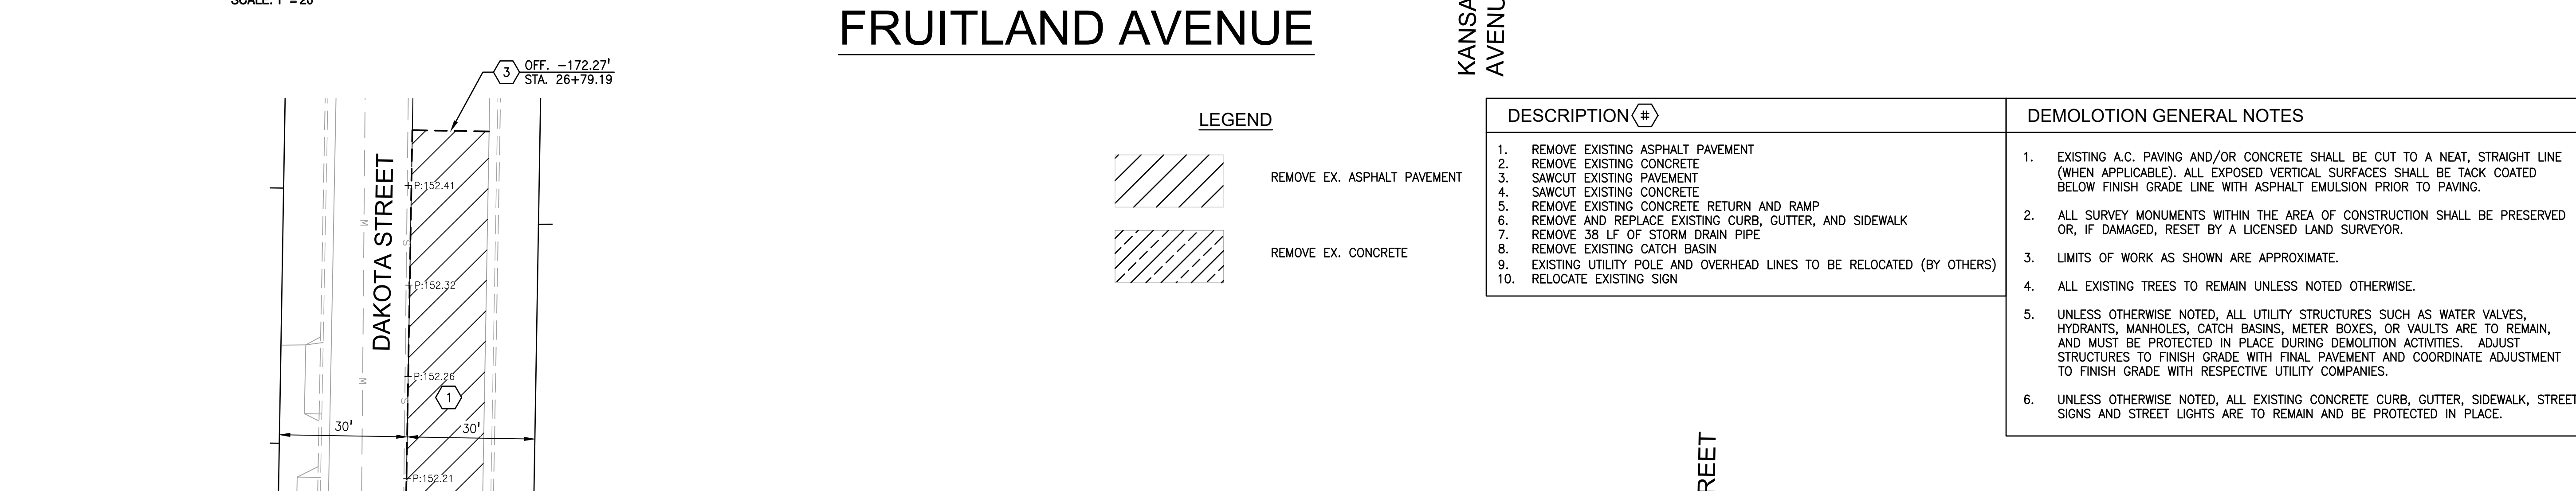 SCALE: 1" = 20'
FRUITLAND AVENUE
KANSA
AVENU
3
OFF. -172.27'
STA. 26+79.19
DAKOTA STREET
P:152.41
M
S
P:152.32
P:152.26
M
S
1
30'
30'
P:152.21
LEGEND
REMOVE EX. ASPHALT PAVEMENT
REMOVE EX. CONCRETE
DESCRIPTION #
1. REMOVE EXISTING ASPHALT PAVEMENT
2. REMOVE EXISTING CONCRETE
3. SAWCUT EXISTING PAVEMENT
4. SAWCUT EXISTING CONCRETE
5. REMOVE EXISTING CONCRETE RETURN AND RAMP
6. REMOVE AND REPLACE EXISTING CURB, GUTTER, AND SIDEWALK
7. REMOVE 38 LF OF STORM DRAIN PIPE
8. REMOVE EXISTING CATCH BASIN
9. EXISTING UTILITY POLE AND OVERHEAD LINES TO BE RELOCATED (BY OTHERS)
10. RELOCATE EXISTING SIGN
DEMOLOTION GENERAL NOTES
1. EXISTING A.C. PAVING AND/OR CONCRETE SHALL BE CUT TO A NEAT, STRAIGHT LINE
(WHEN APPLICABLE). ALL EXPOSED VERTICAL SURFACES SHALL BE TACK COATED
BELOW FINISH GRADE LINE WITH ASPHALT EMULSION PRIOR TO PAVING.
2. ALL SURVEY MONUMENTS WITHIN THE AREA OF CONSTRUCTION SHALL BE PRESERVED
OR, IF DAMAGED, RESET BY A LICENSED LAND SURVEYOR.
3. LIMITS OF WORK AS SHOWN ARE APPROXIMATE.
4. ALL EXISTING TREES TO REMAIN UNLESS NOTED OTHERWISE.
5. UNLESS OTHERWISE NOTED, ALL UTILITY STRUCTURES SUCH AS WATER VALVES,
HYDRANTS, MANHOLES, CATCH BASINS, METER BOXES, OR VAULTS ARE TO REMAIN,
AND MUST BE PROTECTED IN PLACE DURING DEMOLITION ACTIVITIES. ADJUST
STRUCTURES TO FINISH GRADE WITH FINAL PAVEMENT AND COORDINATE ADJUSTMENT
TO FINISH GRADE WITH RESPECTIVE UTILITY COMPANIES.
6. UNLESS OTHERWISE NOTED, ALL EXISTING CONCRETE CURB, GUTTER, SIDEWALK, STREET
SIGNS AND STREET LIGHTS ARE TO REMAIN AND BE PROTECTED IN PLACE.
REET